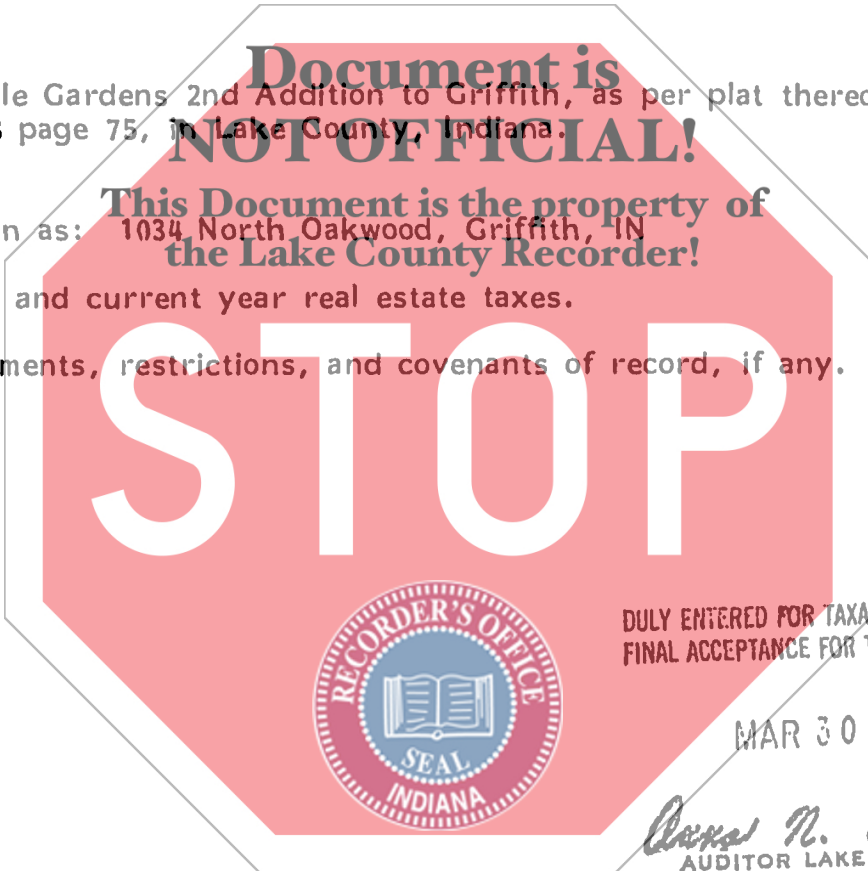 Document is
le Gardens 2nd Addition to Griffith, as per plat thereo
page 75, in Lake County, Indiana.
NOT OFFICIAL!
This Document is the property of
n as: 1034 North Oakwood, Griffith, IN
the Lake County Recorder!
and current year real estate taxes.
ments, restrictions, and covenants of record, if any.
STOP
RECORDER'S OFFICE
SEAL
INDIANA
DULY ENTERED FOR TAXA
FINAL ACCEPTANCE FOR T
MAR 30
N.
AUDITOR LAKE